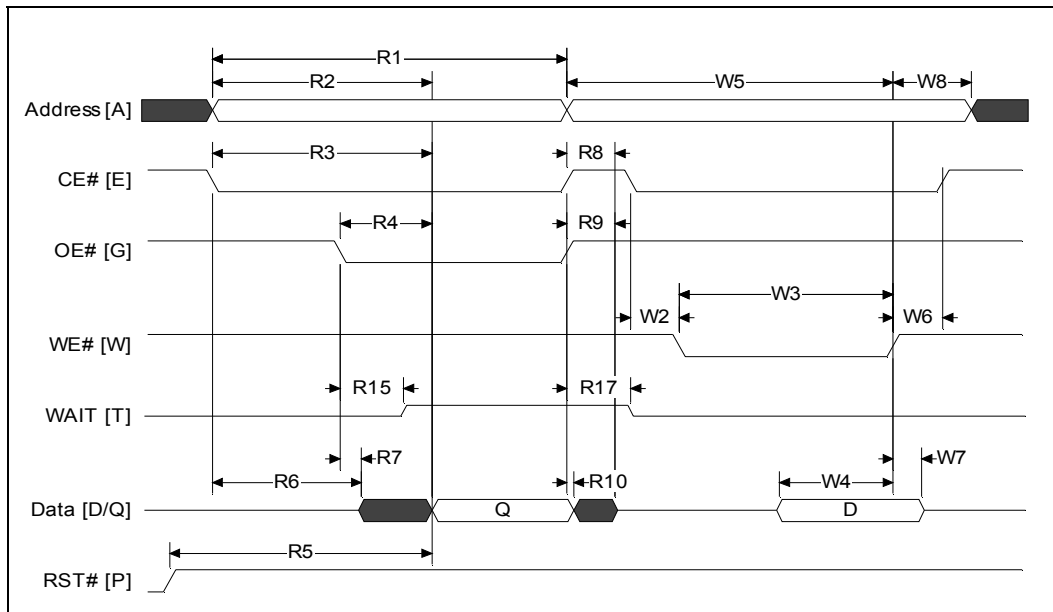 R1
R2
W5
W8
Address [A]
R3
R8
CE# [E]
R4
R9
OE# [G]
W3
W2
W6
WE# [W]
R15
R17
WAIT [T]
R7
W7
R6
R10
W4
Data [D/Q]
Q
D
R5
RST# [P]